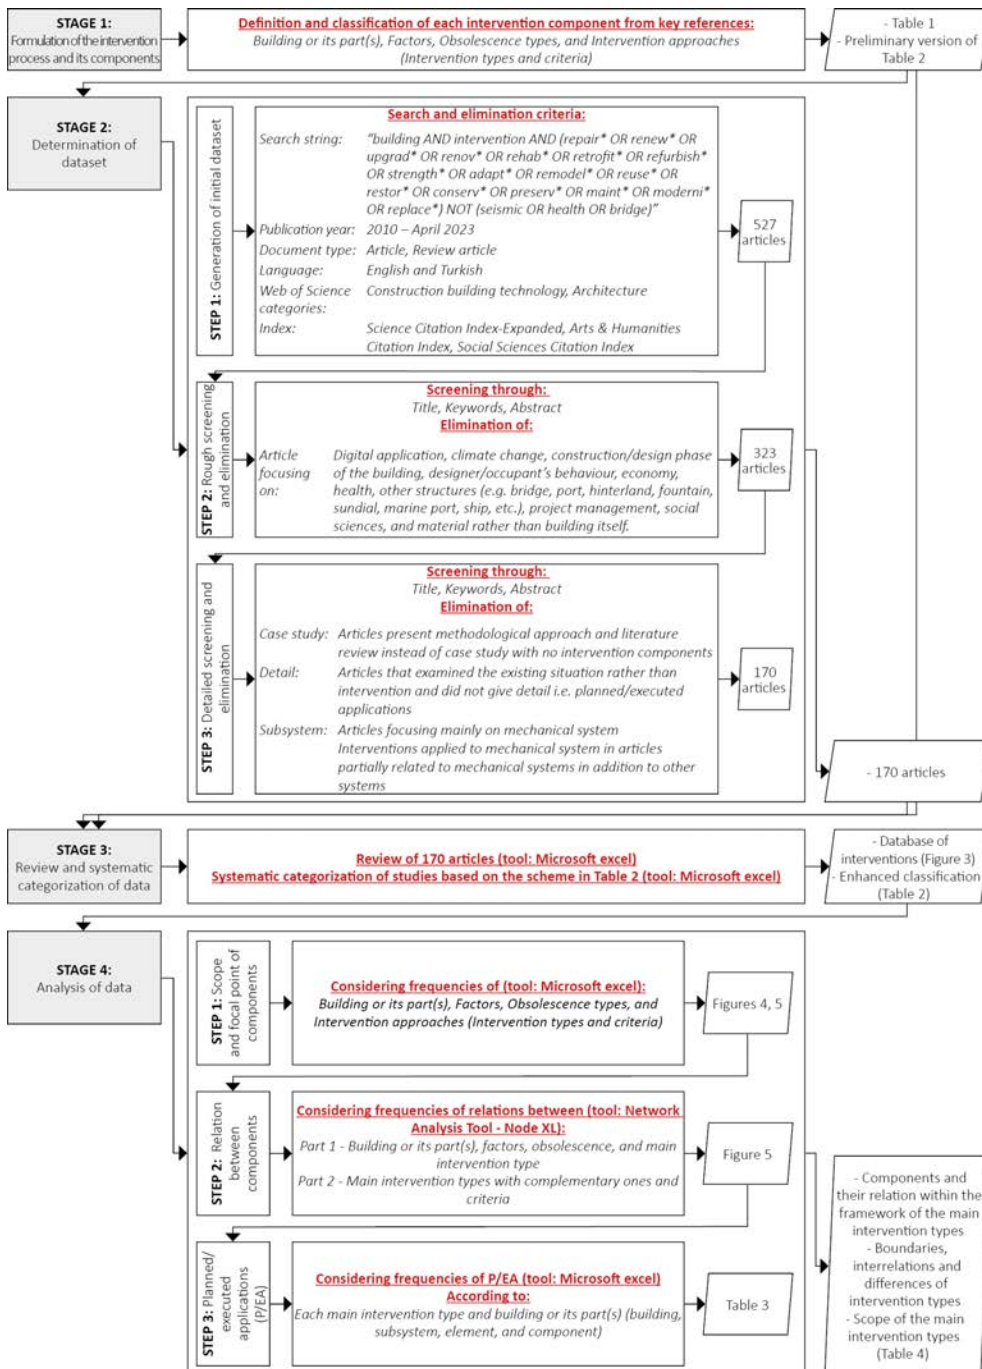 STAGE 1:
Formulation of the intervention
process and its components
Definition and classification of each intervention component from key references:
Building or its part(s), Factors, Obsolescence types, and Intervention approaches
(Intervention types and criteria)
- Table 1
- Preliminary version of
Table 2
STAGE 2:
Determination of
dataset
STEP 1: Generation of initial dataset
Search and elimination criteria:
Search string:
"building AND intervention AND (repair* OR renew* OR
upgrad* OR renov* OR rehab* OR retrofit* OR refurbish*
OR strength* OR adapt* OR remodel* OR reuse* OR
restor* OR conserv* OR preserv* OR maint* OR moderni*
OR replace*) NOT (seismic OR health OR bridge)"
Publication year: 2010 – April 2023
Document type: Article, Review article
Language: English and Turkish
Web of Science
categories:
Construction building technology, Architecture
Index: Science Citation Index-Expanded, Arts & Humanities
Citation Index, Social Sciences Citation Index
527
articles
STEP 2: Rough screening
and elimination
Screening through:
Title, Keywords, Abstract
Elimination of:
Article
focusing
on:
Digital application, climate change, construction/design phase
of the building, designer/occupant's behaviour, economy,
health, other structures (e.g. bridge, port, hinterland, fountain,
sundial, marine port, ship, etc.), project management, social
sciences, and material rather than building itself.
323
articles
STEP 3: Detailed screening and
elimination
Screening through:
Title, Keywords, Abstract
Elimination of:
Case study: Articles present methodological approach and literature
review instead of case study with no intervention components
Detail: Articles that examined the existing situation rather than
intervention and did not give detail i.e. planned/executed
applications
Subsystem: Articles focusing mainly on mechanical system
Interventions applied to mechanical system in articles
partially related to mechanical systems in addition to other
systems
170
articles
- 170 articles
STAGE 3:
Review and systematic
categorization of data
Review of 170 articles (tool: Microsoft excel)
Systematic categorization of studies based on the scheme in Table 2 (tool: Microsoft excel)
- Database of
interventions (Figure 3)
- Enhanced classification
(Table 2)
STAGE 4:
Analysis of data
STEP 1: Scope
and focal point of
components
Considering frequencies of (tool: Microsoft excel):
Building or its part(s), Factors, Obsolescence types, and
Intervention approaches (Intervention types and criteria)
Figures 4, 5
STEP 2: Relation
between
components
Considering frequencies of relations between (tool: Network
Analysis Tool - Node XL):
Part 1 - Building or its part(s), factors, obsolescence, and main
intervention type
Part 2 - Main intervention types with complementary ones and
criteria
Figure 5
STEP 3: Planned/
executed
applications
(P/EA)
Considering frequencies of P/EA (tool: Microsoft excel)
According to:
Each main intervention type and building or its part(s) (building,
subsystem, element, and component)
Table 3
- Components and
their relation within the
framework of the main
intervention types
- Boundaries,
interrelations and
differences of
intervention types
- Scope of the main
intervention types
(Table 4)